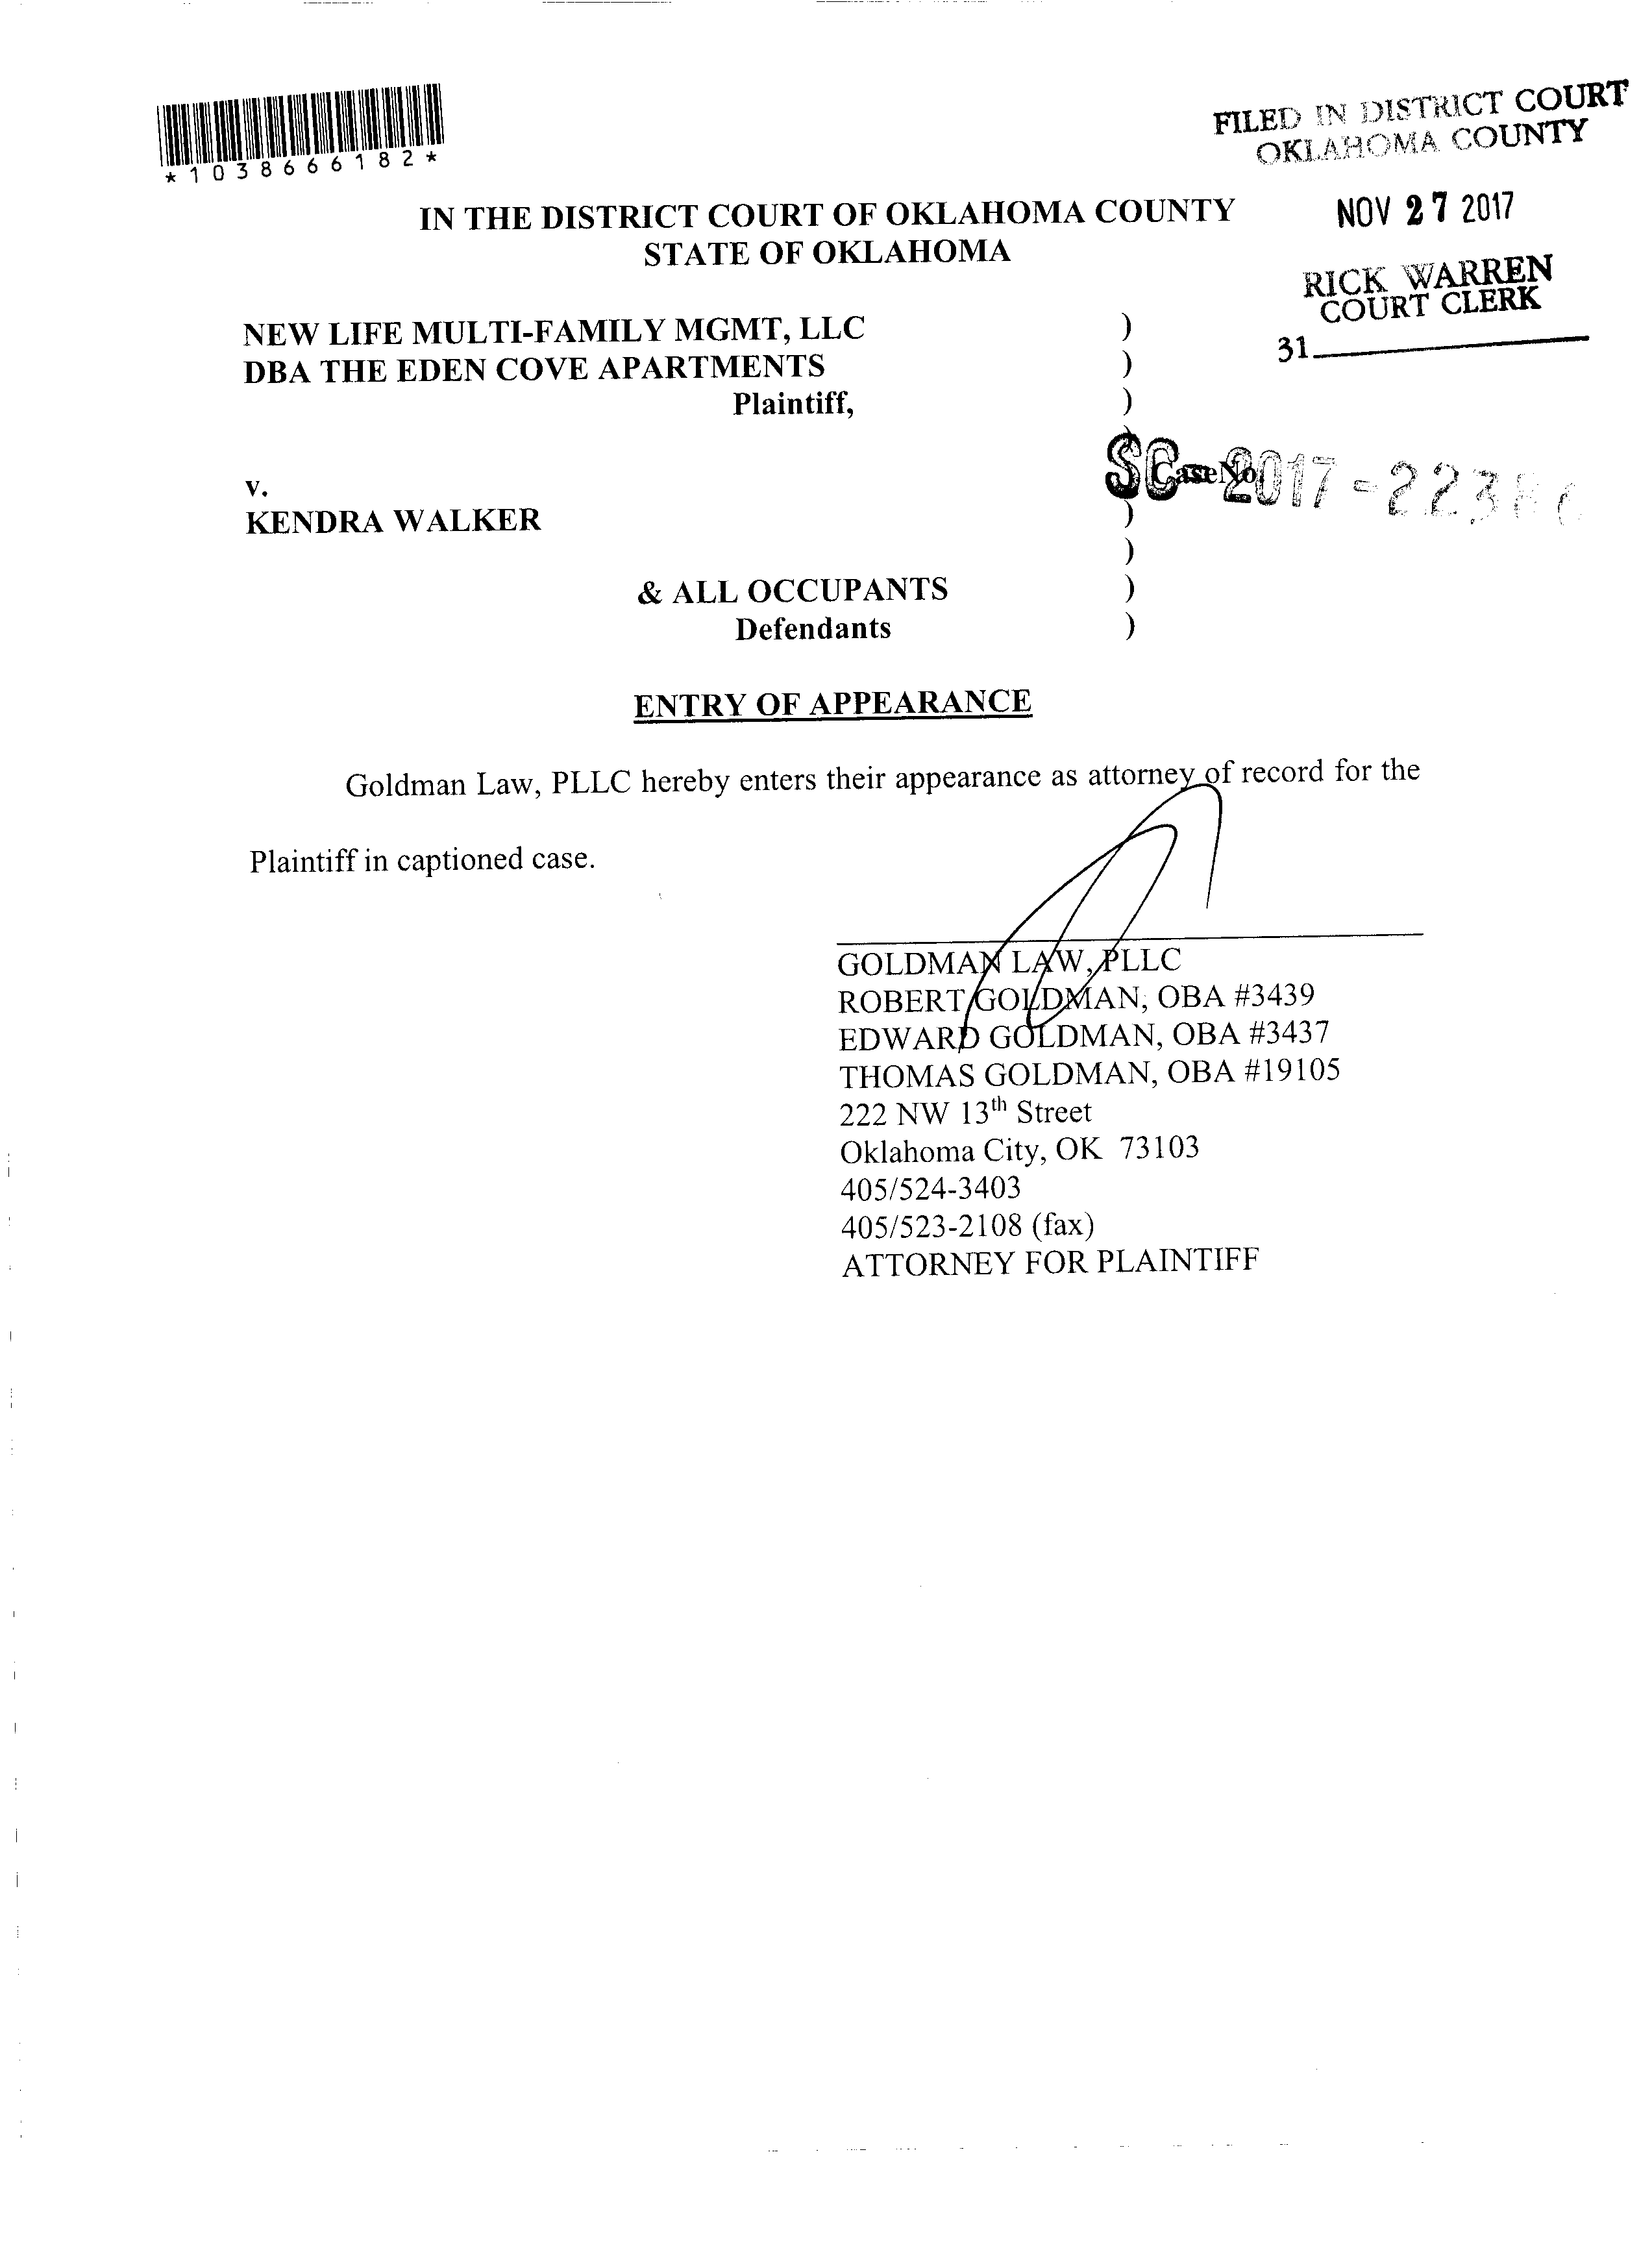 *1038666182*
FILED IN DISTRICT COURT
OKLAHOMA COUNTY
NOV 27 2017
RICK WARREN
COURT CLERK
31
IN THE DISTRICT COURT OF OKLAHOMA COUNTY
STATE OF OKLAHOMA
NEW LIFE MULTI-FAMILY MGMT, LLC )
DBA THE EDEN COVE APARTMENTS )
Plaintiff, )
)
v. Case No.
SC-2017-
KENDRA WALKER )
)
& ALL OCCUPANTS )
Defendants )
ENTRY OF APPEARANCE
Goldman Law, PLLC hereby enters their appearance as attorney of record for the
Plaintiff in captioned case.
GOLDMAN LAW, PLLC
ROBERT GOLDMAN, OBA #3439
EDWARD GOLDMAN, OBA #3437
THOMAS GOLDMAN, OBA #19105
222 NW 13th Street
Oklahoma City, OK 73103
405/524-3403
405/523-2108 (fax)
ATTORNEY FOR PLAINTIFF